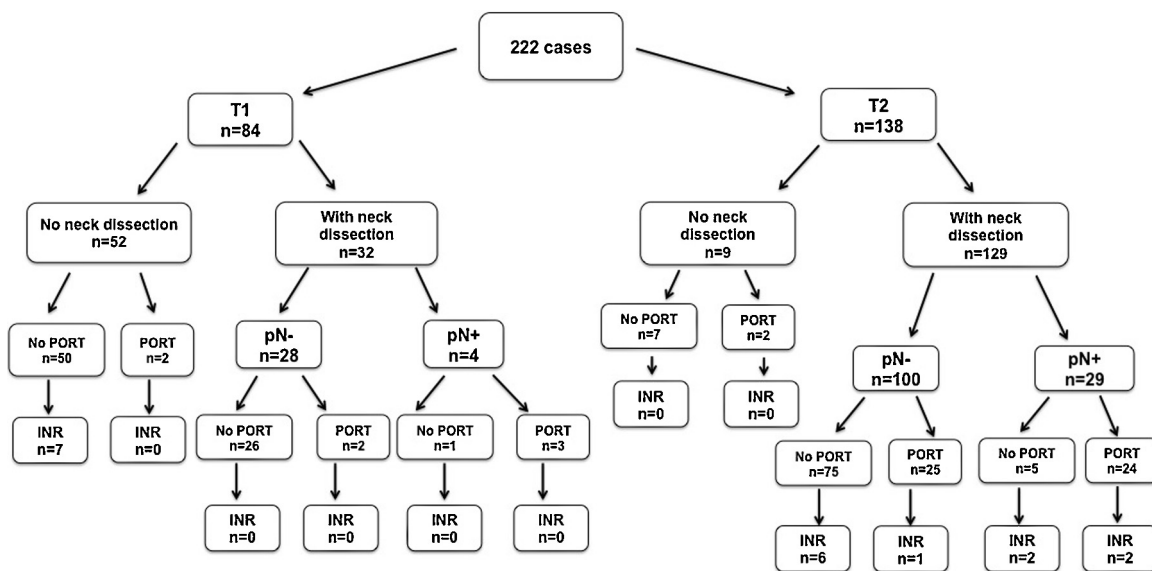 222 cases
T1
n=84
T2
n=138
No neck dissection
n=52
With neck
dissection
n=32
No neck
dissection
n=9
With neck
dissection
n=129
No PORT
n=50
PORT
n=2
pN-
n=28
pN+
n=4
No PORT
n=7
PORT
n=2
pN-
n=100
pN+
n=29
INR
n=7
INR
n=0
No PORT
n=26
PORT
n=2
No PORT
n=1
PORT
n=3
INR
n=0
INR
n=0
No PORT
n=75
PORT
n=25
No PORT
n=5
PORT
n=24
INR
n=0
INR
n=0
INR
n=0
INR
n=0
INR
n=6
INR
n=1
INR
n=2
INR
n=2